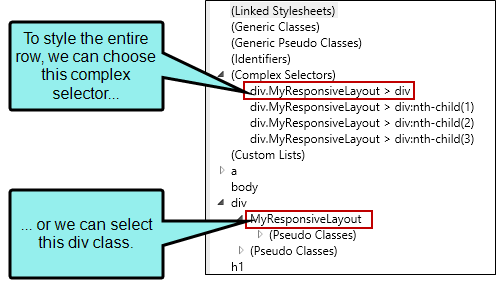 To style the entire
row, we can choose
this complex
selector...
... or we can select
this div class.
(Linked Stylesheets)
(Generic Classes)
(Generic Pseudo Classes)
(Identifiers)
(Complex Selectors)
div.MyResponsiveLayout > div
div.MyResponsiveLayout > div:nth-child(1)
div.MyResponsiveLayout > div:nth-child(2)
div.MyResponsiveLayout > div:nth-child(3)
(Custom Lists)
a
body
div
MyResponsiveLayout
(Pseudo Classes)
(Pseudo Classes)
h1